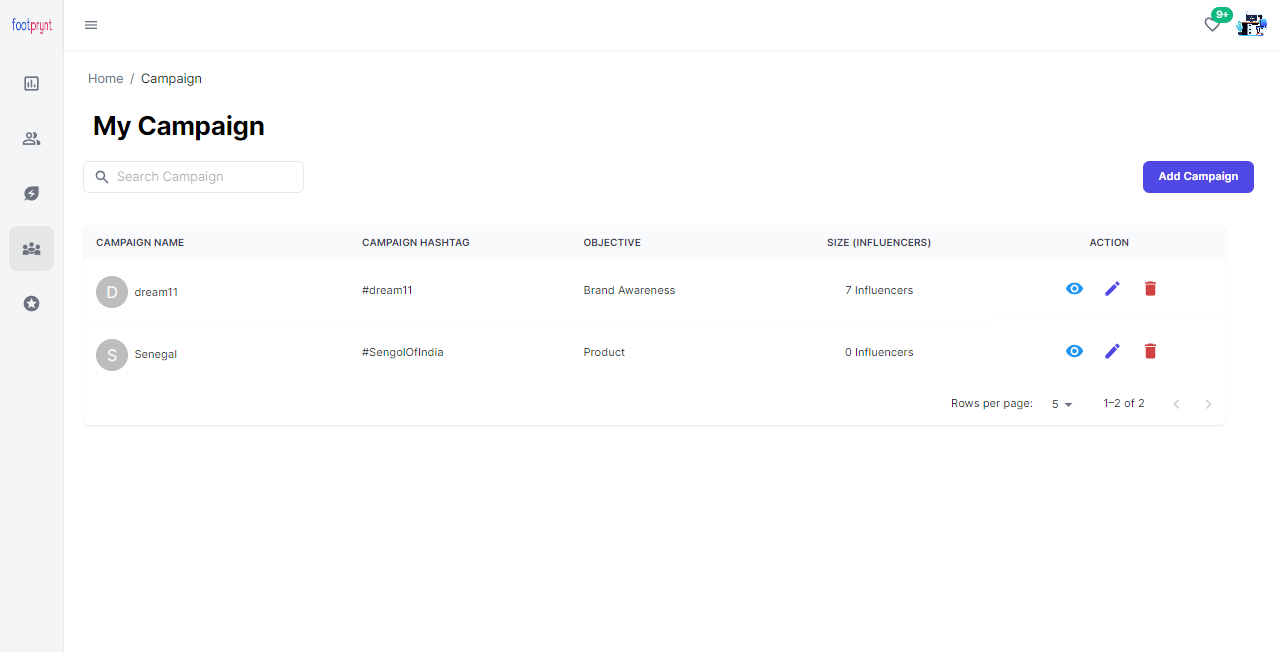 footprynt
9+
Home / Campaign
My Campaign
Search Campaign
Add Campaign
CAMPAIGN NAME CAMPAIGN HASHTAG OBJECTIVE SIZE (INFLUENCERS) ACTION
D dream11 #dream11 Brand Awareness 7 Influencers
S Senegal #SengolOfIndia Product 0 Influencers
Rows per page: 5 1–2 of 2